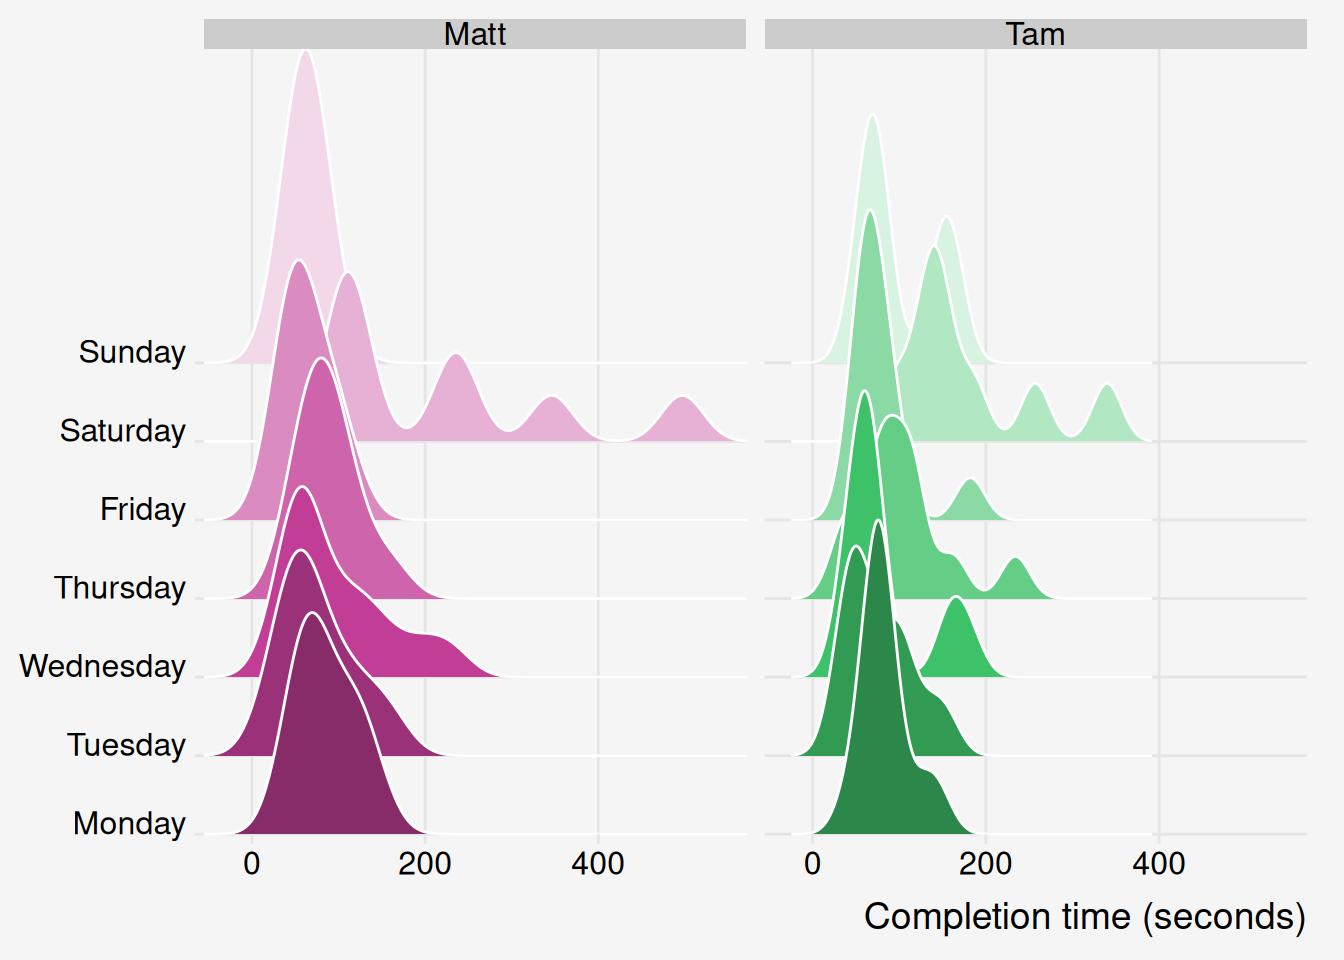 Matt
Tam
Sunday
Saturday
Friday
Thursday
Wednesday
Tuesday
Monday
0 200 400
0 200 400
Completion time (seconds)